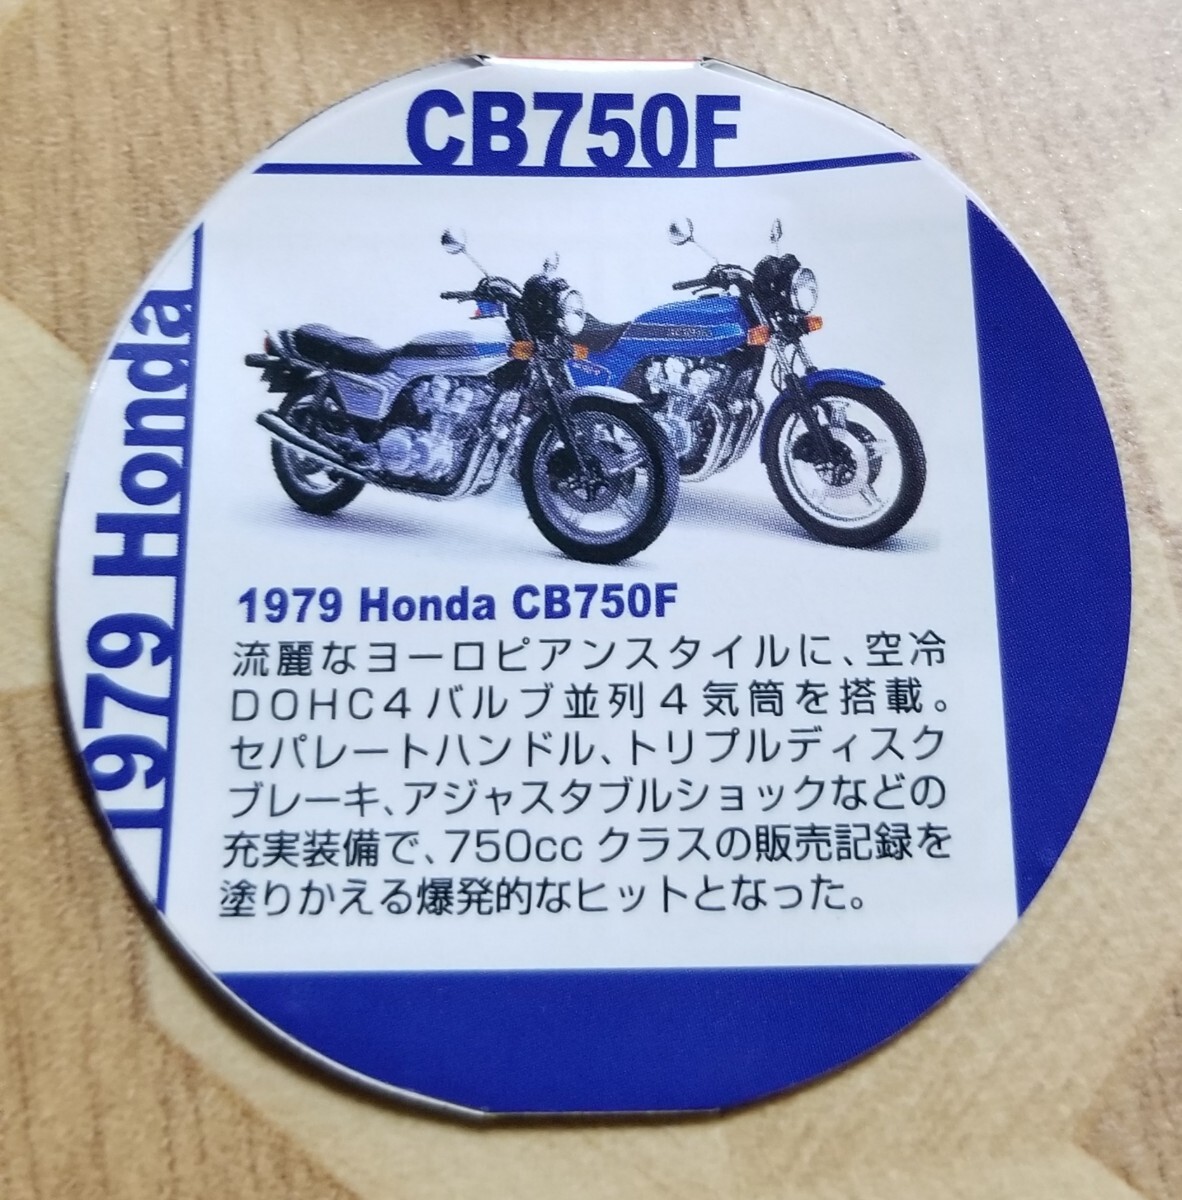 CB750F
1979 Honda
1979 Honda CB750F
流麗なヨーロピアンスタイルに、空冷
DOHC4バルブ並列4気筒を搭載。
セパレートハンドル、トリプルディスク
ブレーキ、アジャスタブルショックなどの
充実装備で、750ccクラスの販売記録を
塗りかえる爆発的なヒットとなった。